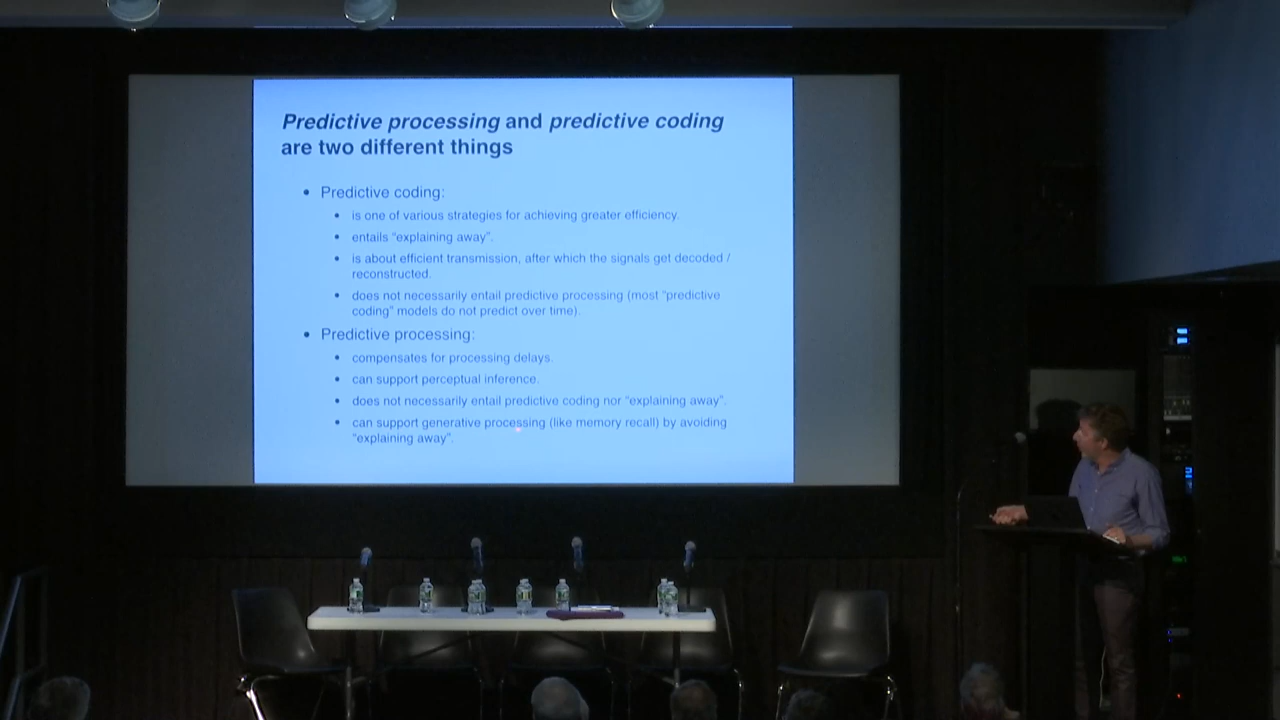 Predictive processing and predictive coding
are two different things
• Predictive coding:
• is one of various strategies for achieving greater efficiency.
• entails “explaining away”.
• is about efficient transmission, after which the signals get decoded /
reconstructed.
• does not necessarily entail predictive processing (most “predictive
coding” models do not predict over time).
• Predictive processing:
• compensates for processing delays.
• can support perceptual inference.
• does not necessarily entail predictive coding nor “explaining away”.
• can support generative processing (like memory recall) by avoiding
“explaining away”.